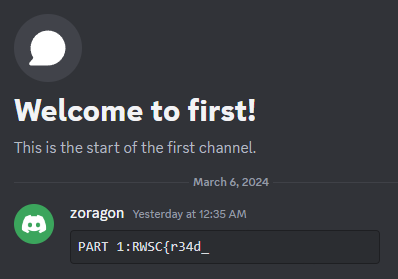 Welcome to first!
This is the start of the first channel.
March 6, 2024
zoragon Yesterday at 12:35 AM
PART 1:RWSC{r34d_